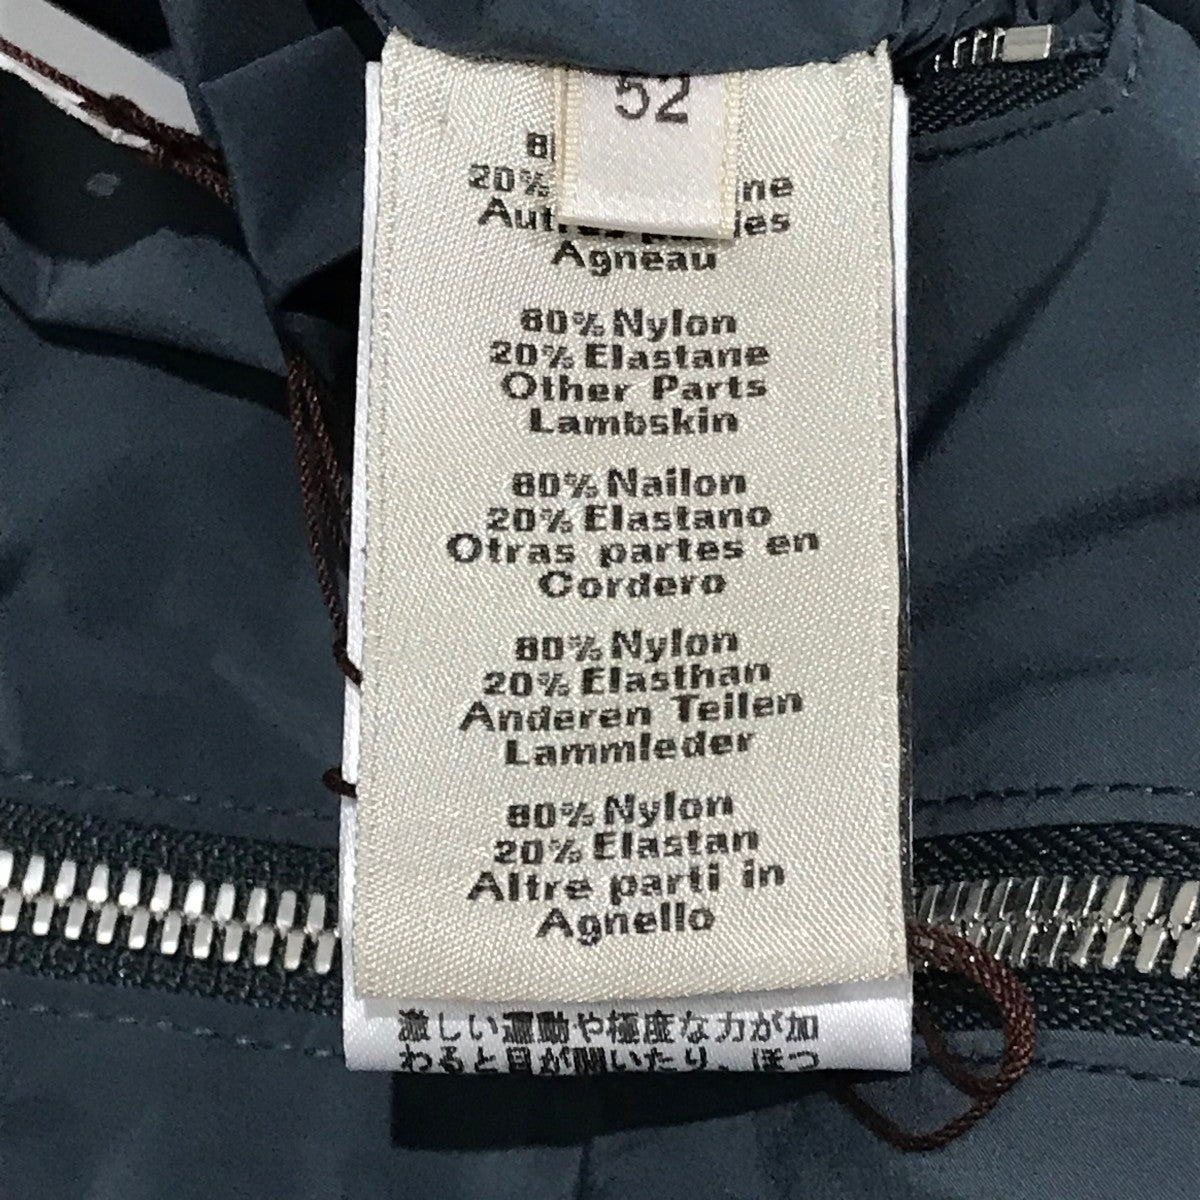 52
20%
Agneau
80% Nylon
20% Elastane
Other Parts
Lambskin
80% Nailon
20% Elastano
Otras partes en
Cordero
80% Nylon
20% Elasthan
Anderen Teilen
Lammleder
80% Nylon
20% Elastan
Altre parti in
Agnello
激しい運動や極度な力が加
わると目が開いたり、ほつ